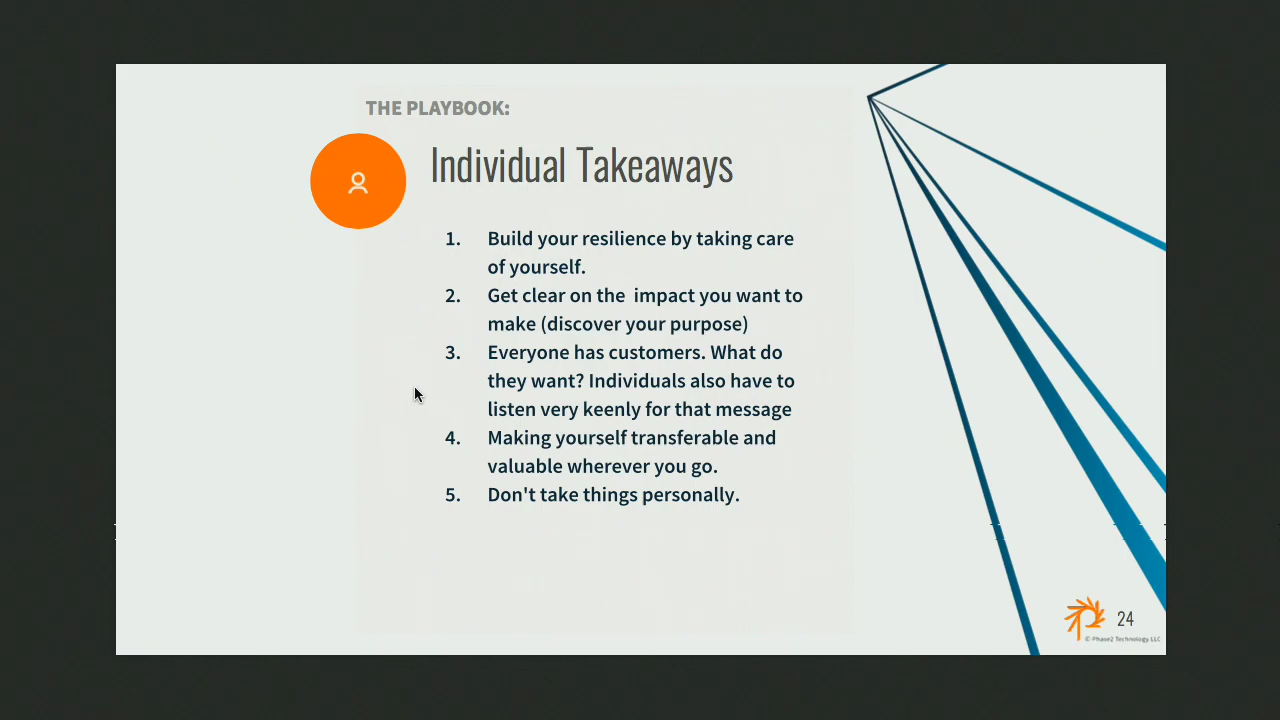 THE PLAYBOOK:
Individual Takeaways
1. Build your resilience by taking care
of yourself.
2. Get clear on the  impact you want to
make (discover your purpose)
3. Everyone has customers. What do
they want? Individuals also have to
listen very keenly for that message
4. Making yourself transferable and
valuable wherever you go.
5. Don't take things personally.
24
© Phase2 Technology LLC